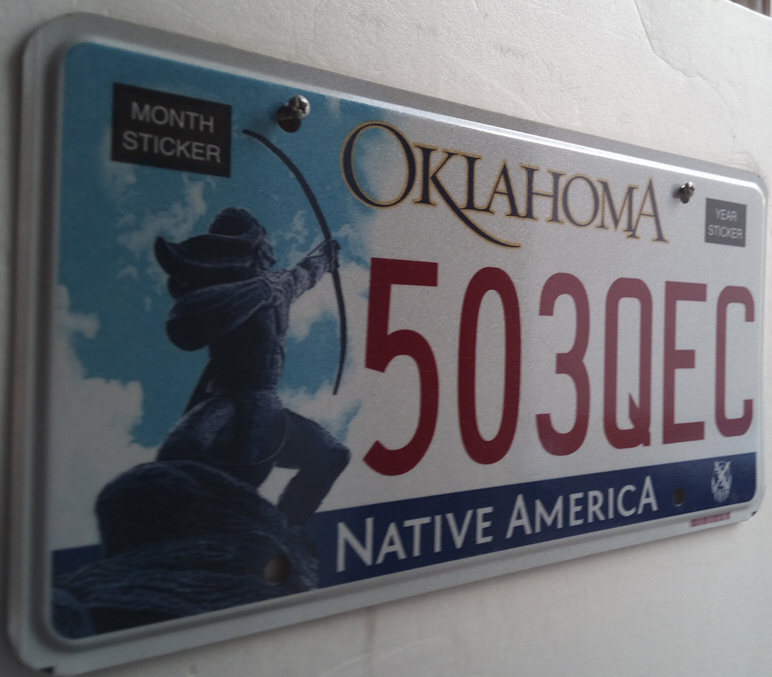 MONTH
STICKER
OKLAHOMA
YEAR
STICKER
503QEC
NATIVE AMERICA